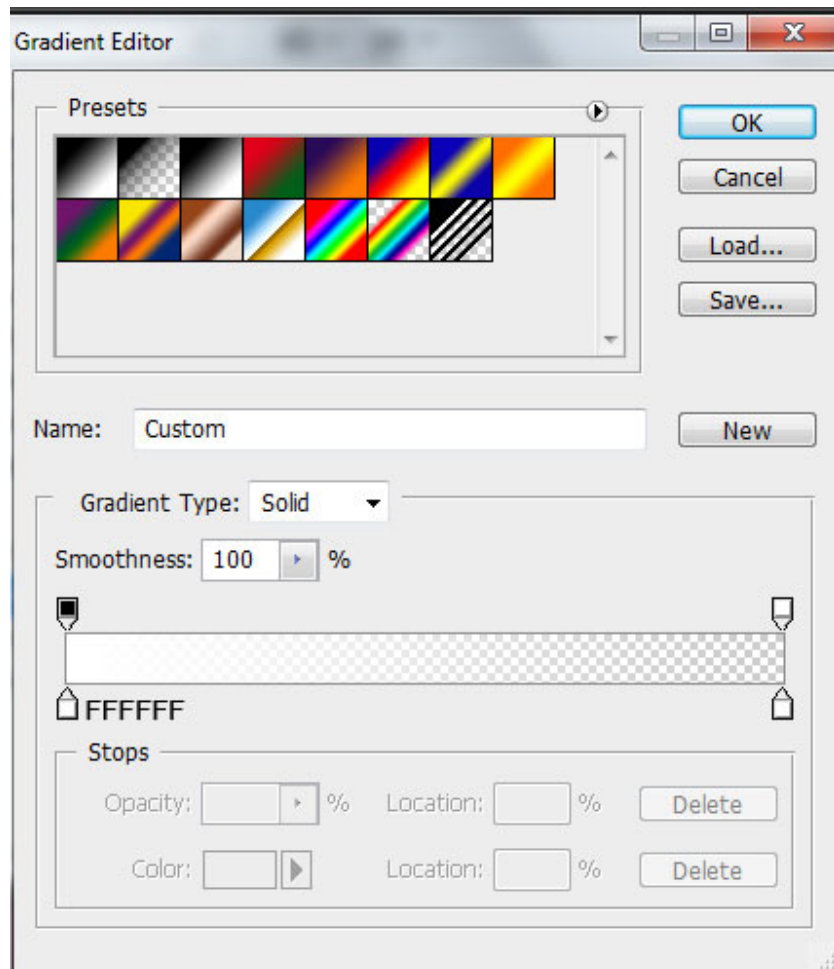 Gradient Editor
Presets
OK
Cancel
Load...
Save...
Name: Custom
New
Gradient Type: Solid
Smoothness: 100 %
FFFFFF
Stops
Opacity: % Location: % Delete
Color: Location: % Delete